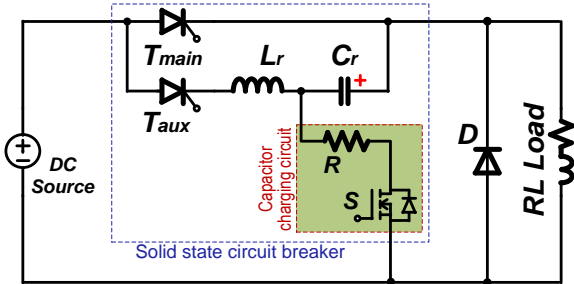 Tmain
Lr
Cr
+
Taux
DC
Source
Capacitor
charging circuit
R
S
D
RL Load
Solid state circuit breaker